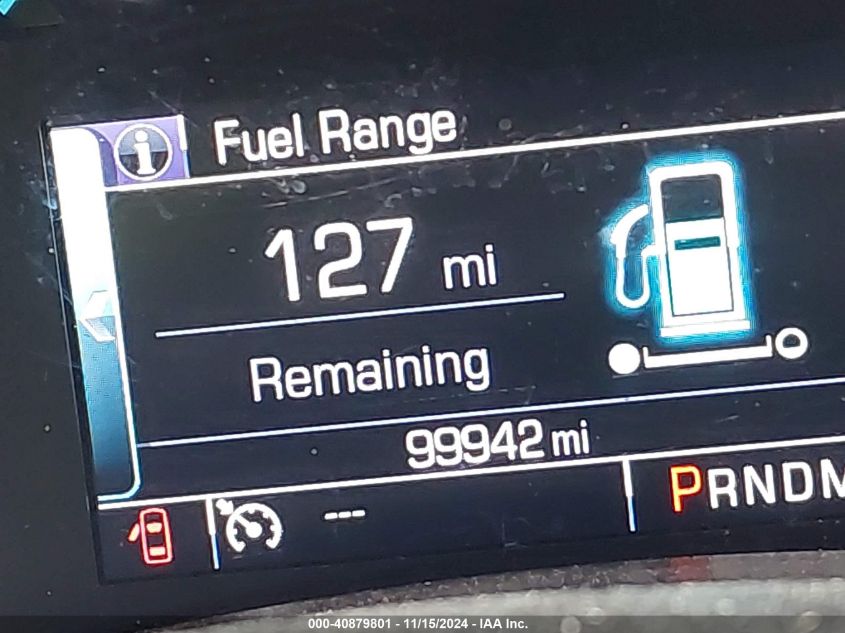 i Fuel Range
127 mi
Remaining
99942 mi
--- PRNDM
000-40879801 - 11/15/2024 - IAA Inc.